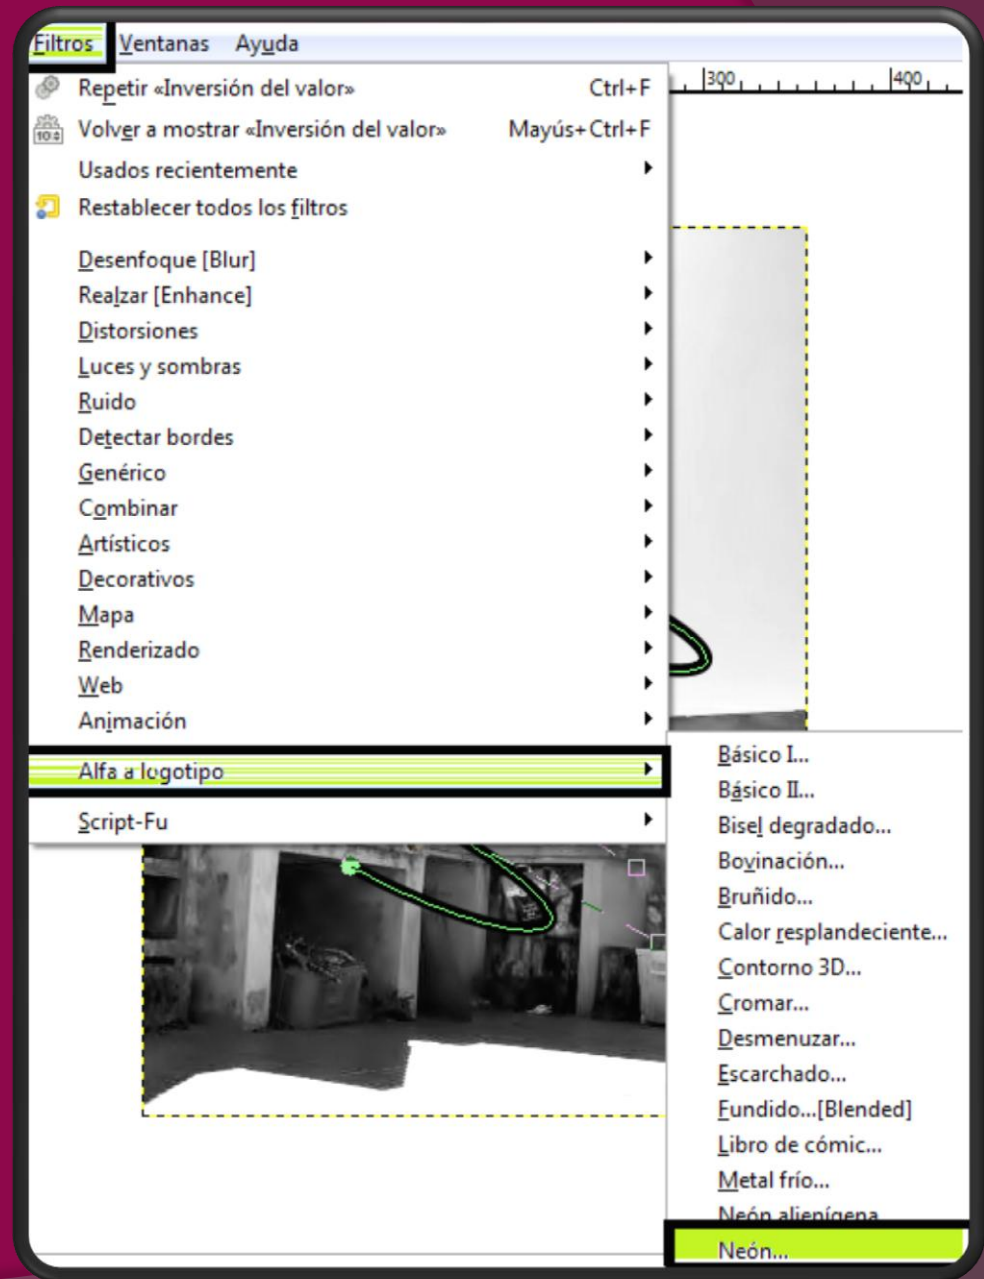 Filtros Ventanas Ayuda
Repetir «Inversión del valor» Ctrl+F
Volver a mostrar «Inversión del valor» Mayús+Ctrl+F
Usados recientemente
Restablecer todos los filtros
Desenfoque [Blur]
Realzar [Enhance]
Distorsiones
Luces y sombras
Ruido
Detectar bordes
Genérico
Combinar
Artísticos
Decorativos
Mapa
Renderizado
Web
Animación
Alfa a logotipo
Script-Fu
300 400
Básico I...
Básico II...
Bisel degradado...
Bovinación...
Bruñido...
Calor resplandeciente...
Contorno 3D...
Cromar...
Desmenuzar...
Escarchado...
Fundido...[Blended]
Libro de cómic...
Metal frío...
Neón alienígena
Neón...